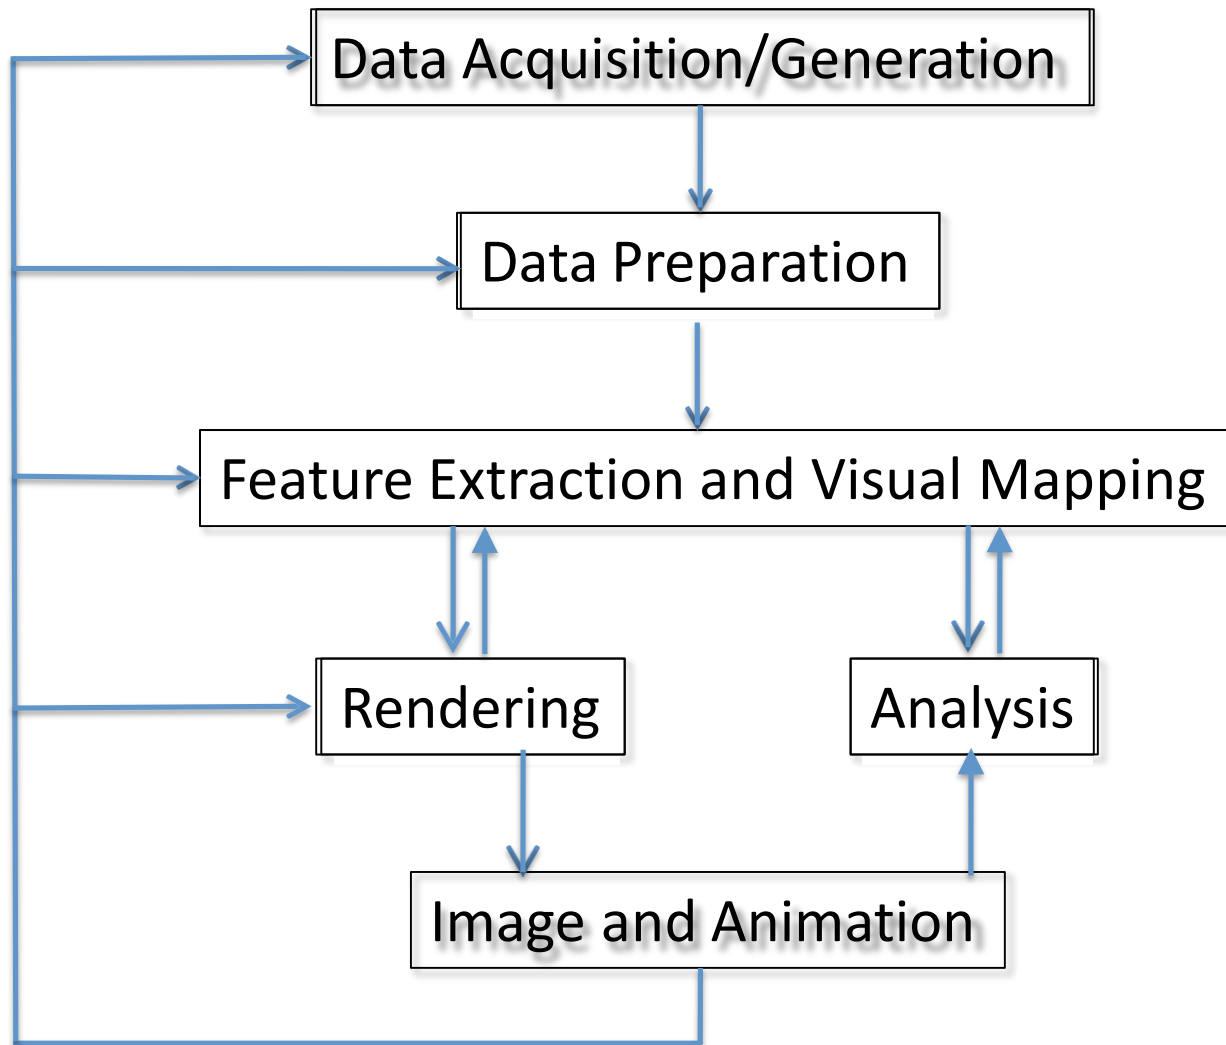 Data Acquisition/Generation
Data Preparation
Feature Extraction and Visual Mapping
Rendering
Analysis
Image and Animation